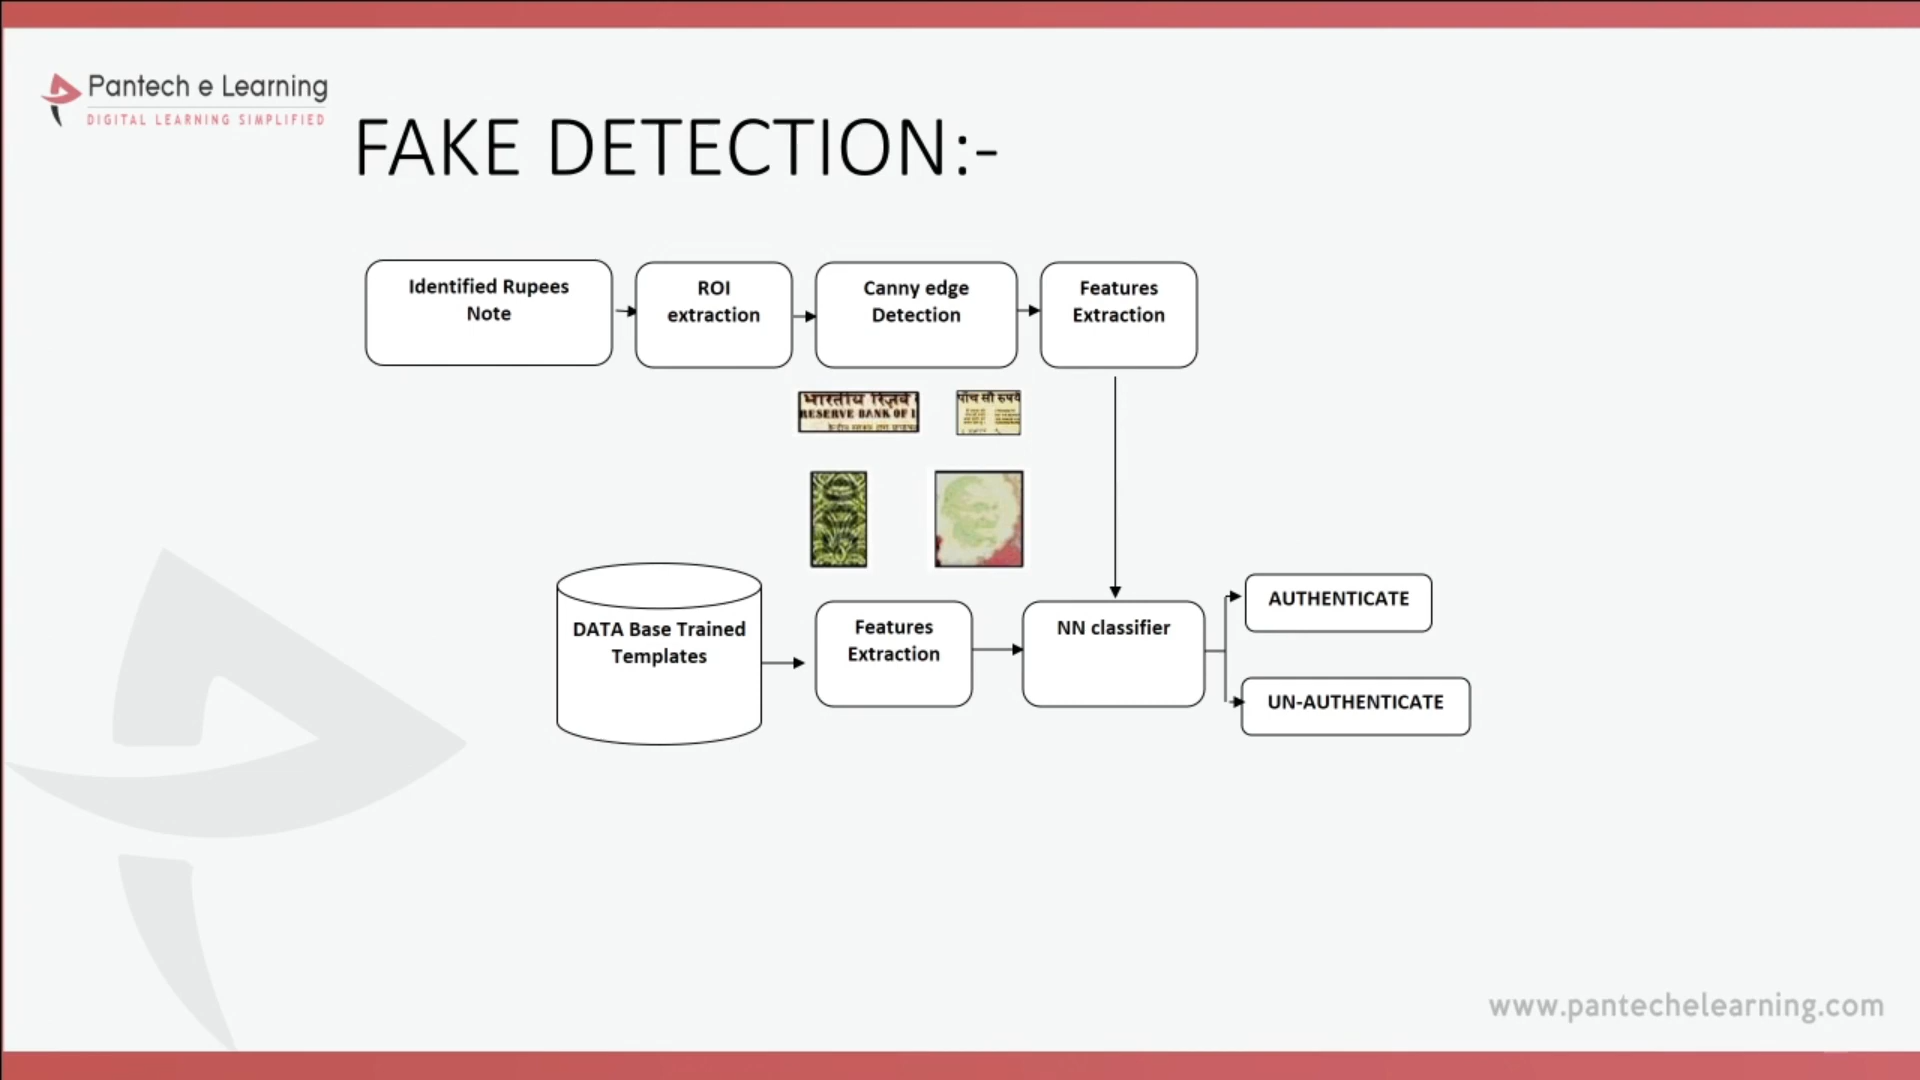 Pantech e Learning
DIGITAL LEARNING SIMPLIFIED
FAKE DETECTION:-
Identified Rupees
Note
ROI
extraction
Canny edge
Detection
Features
Extraction
भारतीय रिज़र्व
RESERVE BANK OF I
पाँच सौ रुपये
DATA Base Trained
Templates
Features
Extraction
NN classifier
AUTHENTICATE
UN-AUTHENTICATE
www.pantechelearning.com